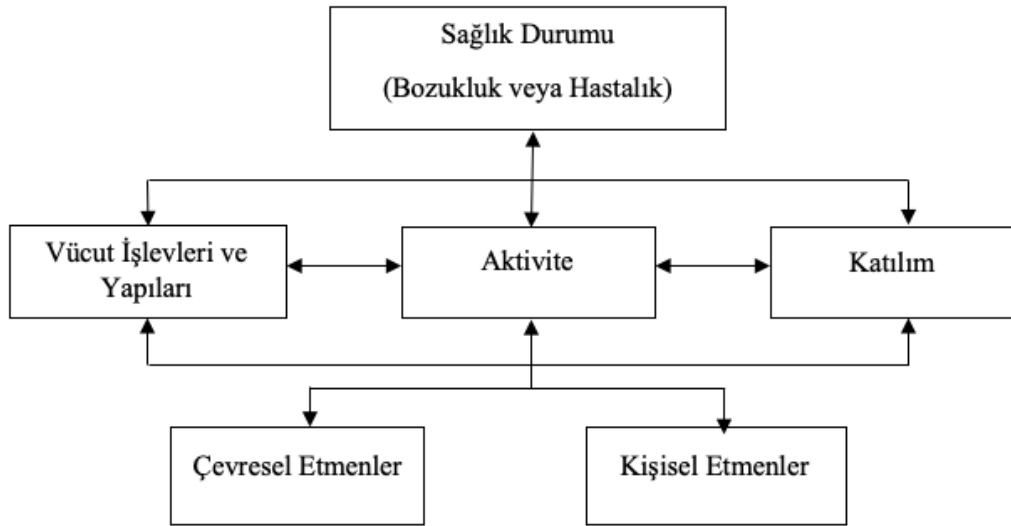 Sağlık Durumu
(Bozukluk veya Hastalık)
Vücut İşlevleri ve
Yapıları
Aktivite
Katılım
Çevresel Etmenler
Kişisel Etmenler